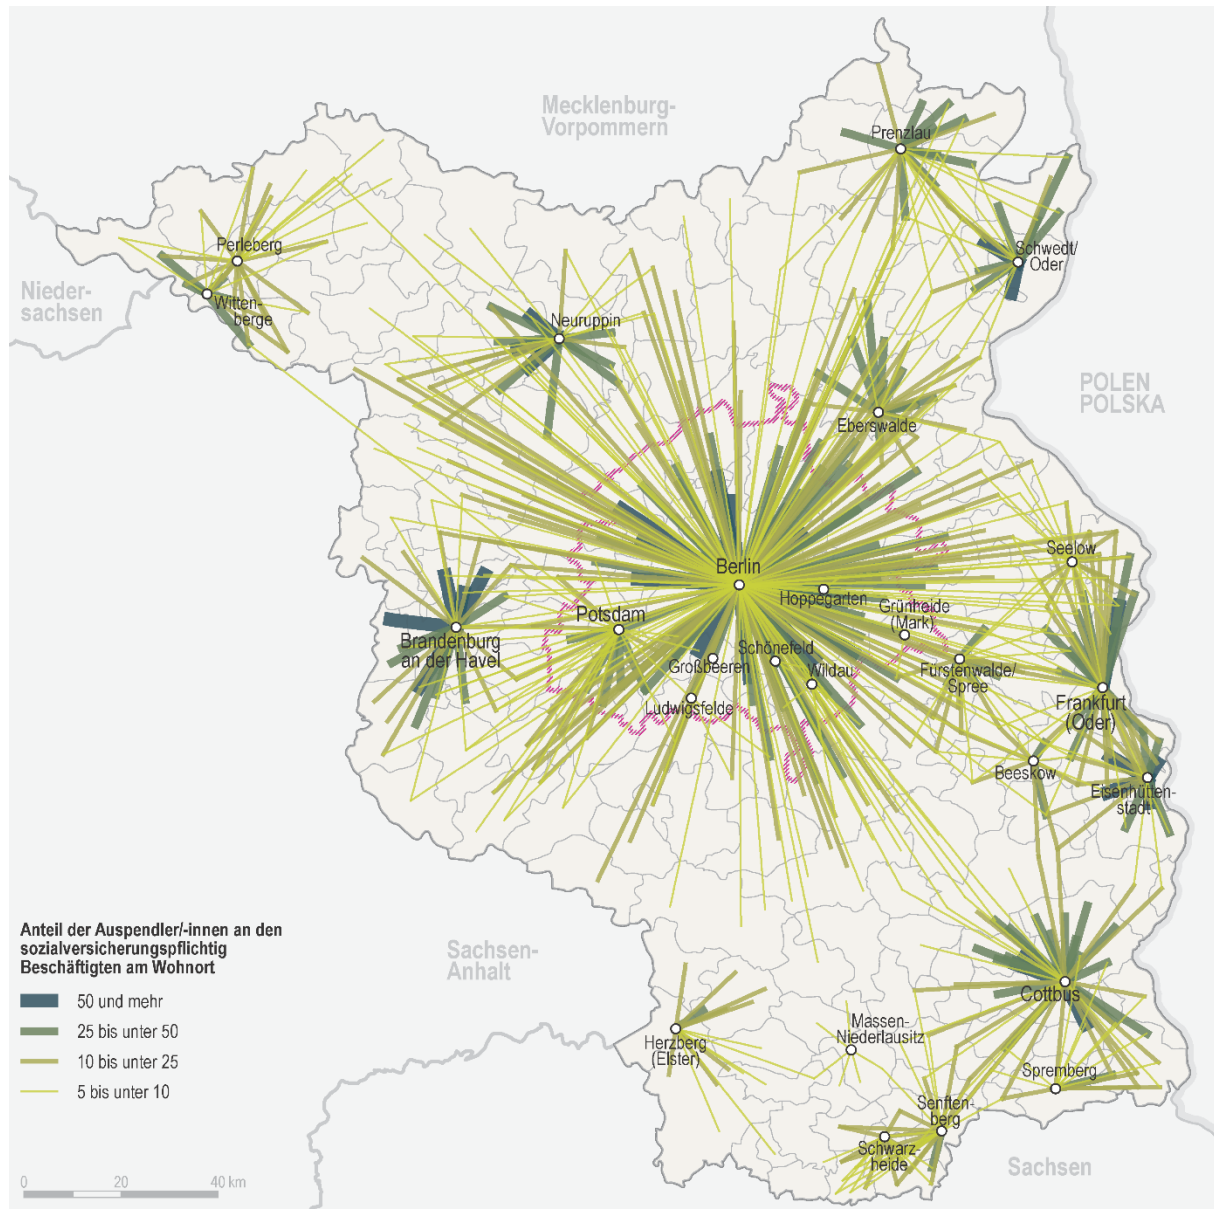 Mecklenburg-
Vorpommern
Prenzlau
Perleberg
Schwedt/
Oder
Nieder-
sachsen
Witten-
berge
Neuruppin
POLEN
POLSKA
Eberswalde
Seelow
Berlin
Hoppegarten
Potsdam
Grünheide
(Mark)
Brandenburg
an der Havel
Schönefeld
Großbeeren
Wildau
Fürstenwalde/
Spree
Ludwigsfelde
Frankfurt
(Oder)
Beeskow
Eisenhütten-
stadt
Anteil der Auspendler/-innen an den
sozialversicherungspflichtig
Beschäftigten am Wohnort
50 und mehr
25 bis unter 50
10 bis unter 25
5 bis unter 10
Sachsen-
Anhalt
Cottbus
Herzberg
(Elster)
Massen-
Niederlausitz
Spremberg
Senften-
berg
Schwarz-
heide
Sachsen
0 20 40 km